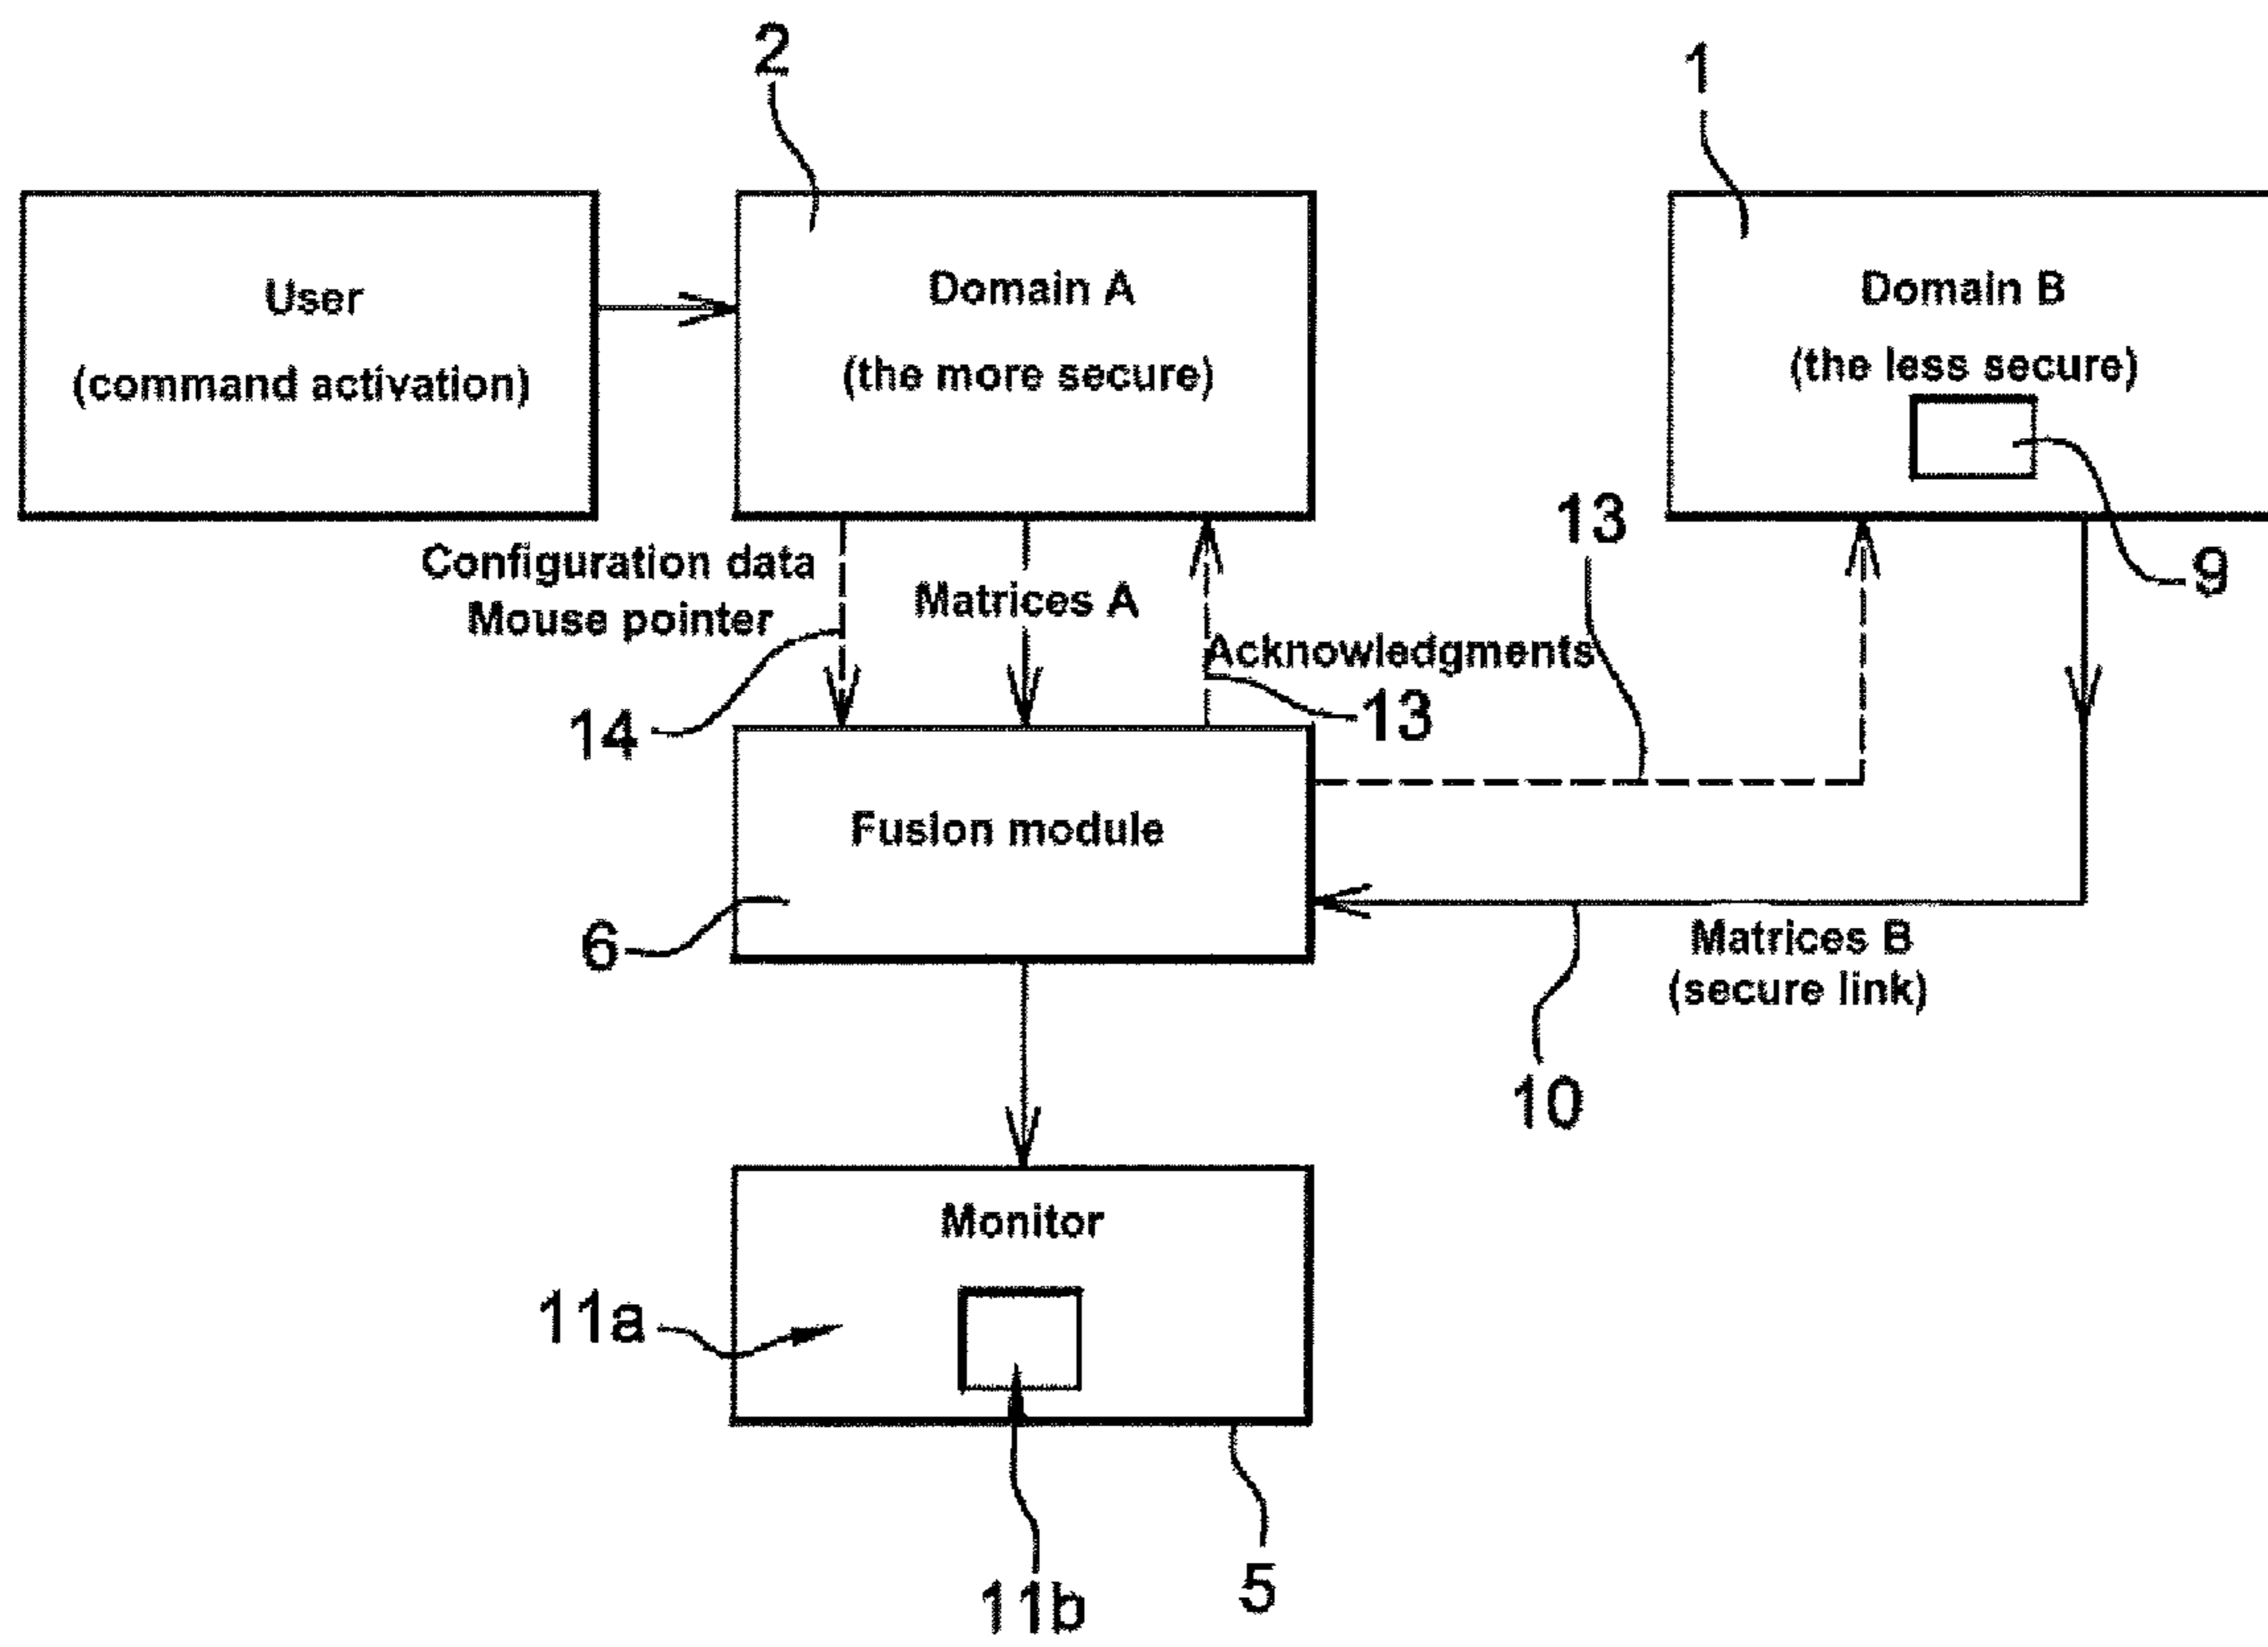 2
1
User
(command activation)
Domain A
(the more secure)
Domain B
(the less secure)
9
13
Configuration data
Mouse pointer
Matrices A
Acknowledgments
13
14
Fusion module
6
Matrices B
(secure link)
10
Monitor
11a
11b
5